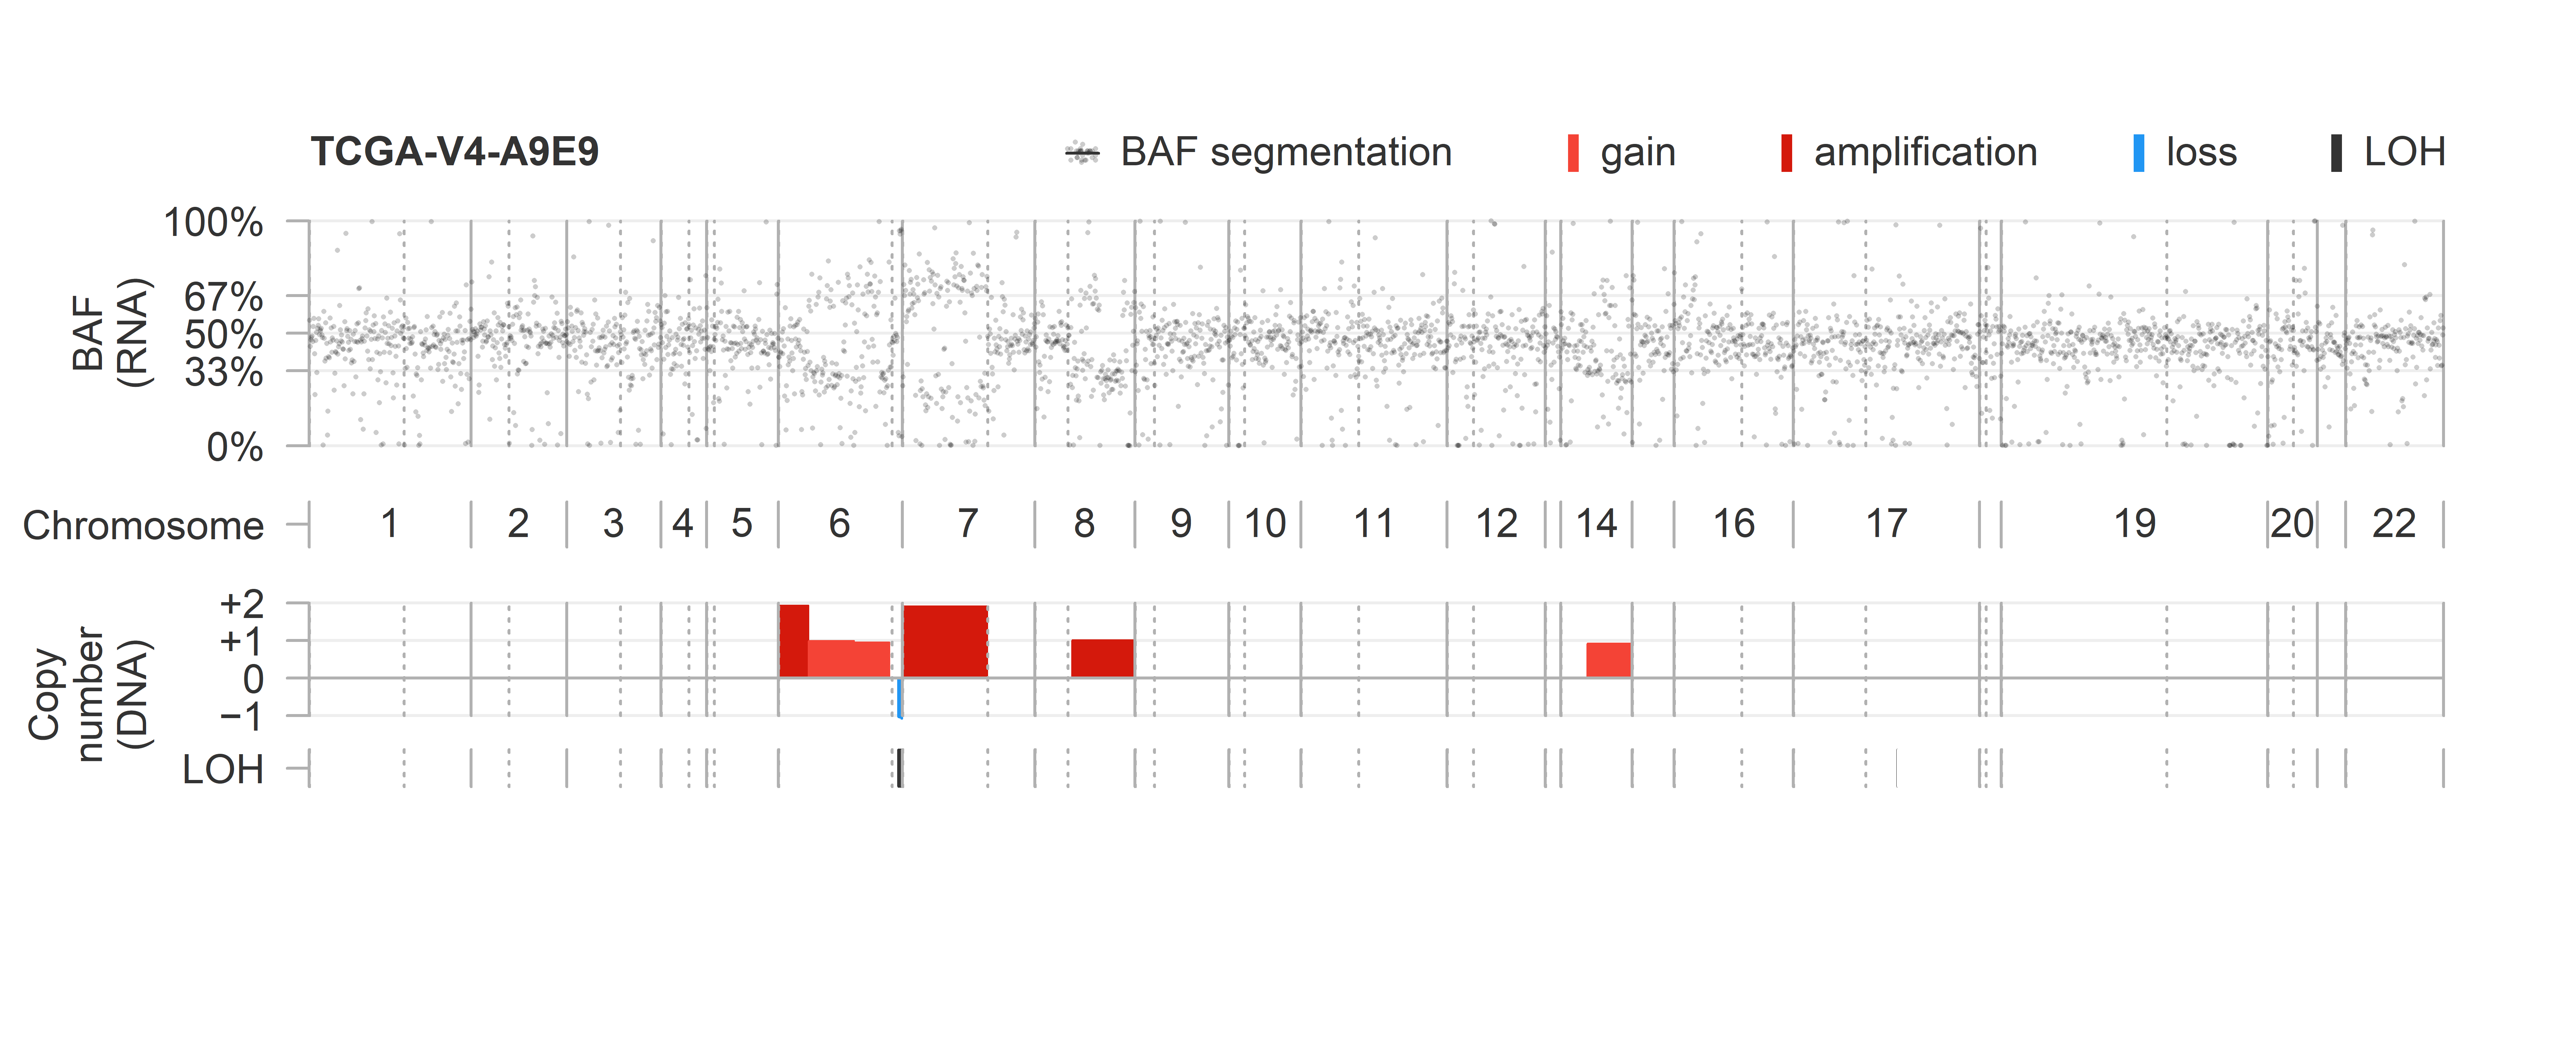 TCGA-V4-A9E9
BAF segmentation gain amplification loss LOH
BAF
(RNA)
100%
67%
50%
33%
0%
Chromosome 1 2 3 4 5 6 7 8 9 10 11 12 14 16 17 19 20 22
Copy
number
(DNA)
+2
+1
0
−1
LOH